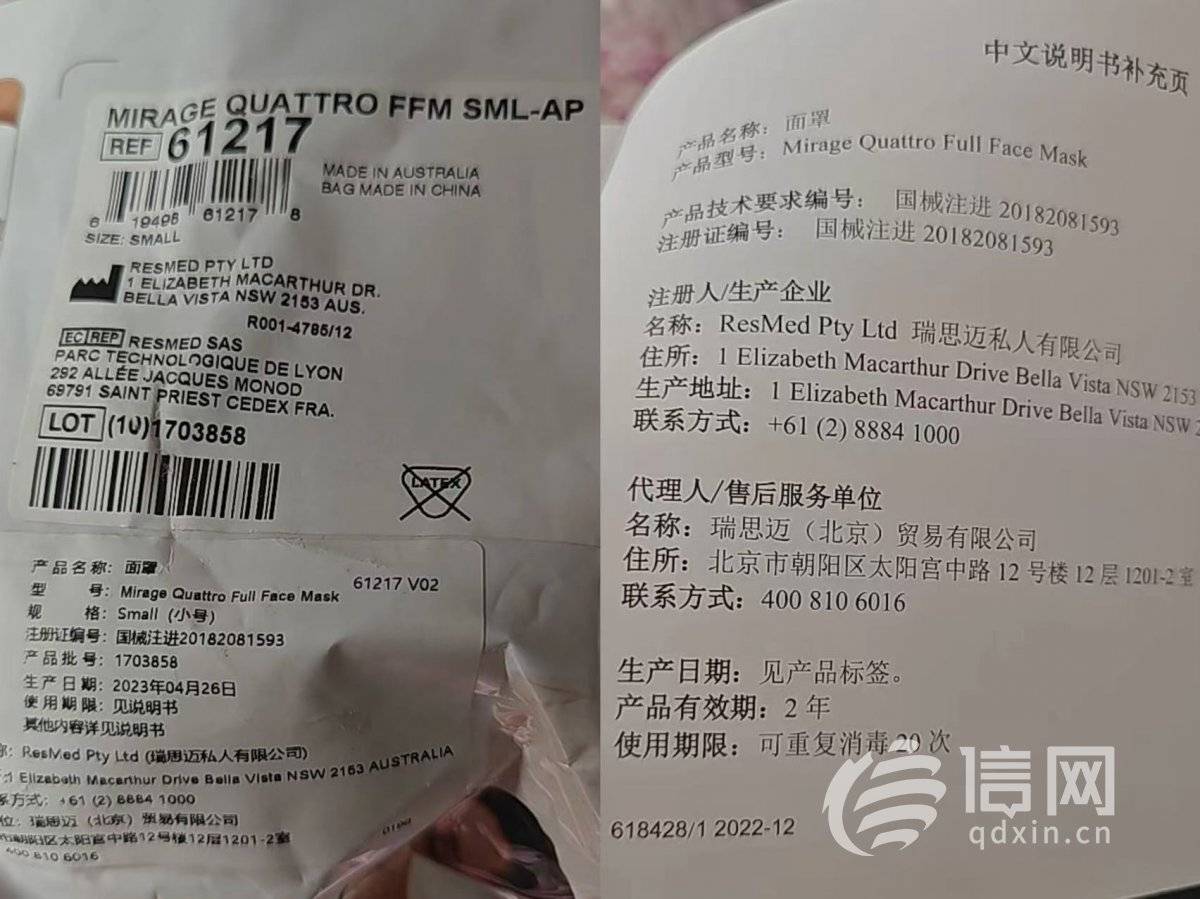 MIRAGE QUATTRO FFM SML-AP
REF 61217
MADE IN AUSTRALIA
BAG MADE IN CHINA
6 19498 61217 8
SIZE: SMALL
RESMED PTY LTD
1 ELIZABETH MACARTHUR DR.
BELLA VISTA NSW 2153 AUS.
R001-4785/12
EC REP RESMED SAS
PARC TECHNOLOGIQUE DE LYON
292 ALLÉE JACQUES MONOD
69791 SAINT PRIEST CEDEX FRA.
LOT (10)1703858
LATEX
产品名称：面罩
61217 V02
型 号：Mirage Quattro Full Face Mask
规 格：Small (小号)
注册证编号：国械注进20182081593
产品批号：1703858
生产日期：2023年04月26日
使用期限：见说明书
其他内容详见说明书
称：ResMed Pty Ltd (瑞思迈私人有限公司)
1 Elizabeth Macarthur Drive Bella Vista NSW 2153 AUSTRALIA
系方式：+61 (2) 8884 1000
位：瑞思迈（北京）贸易有限公司
市朝阳区太阳宫中路12号楼12层1201-2室
400 810 6016
中文说明书补充页
产品名称：面罩
产品型号：Mirage Quattro Full Face Mask
产品技术要求编号： 国械注进 20182081593
注册证编号： 国械注进 20182081593
注册人/生产企业
名称：ResMed Pty Ltd 瑞思迈私人有限公司
住所：1 Elizabeth Macarthur Drive Bella Vista NSW 2153
生产地址：1 Elizabeth Macarthur Drive Bella Vista NSW 2
联系方式：+61 (2) 8884 1000
代理人/售后服务单位
名称：瑞思迈（北京）贸易有限公司
住所：北京市朝阳区太阳宫中路 12 号楼 12 层 1201-2 室
联系方式：400 810 6016
生产日期：见产品标签。
产品有效期：2 年
使用期限：可重复消毒 20 次
618428/1 2022-12
信网
qdxin.cn